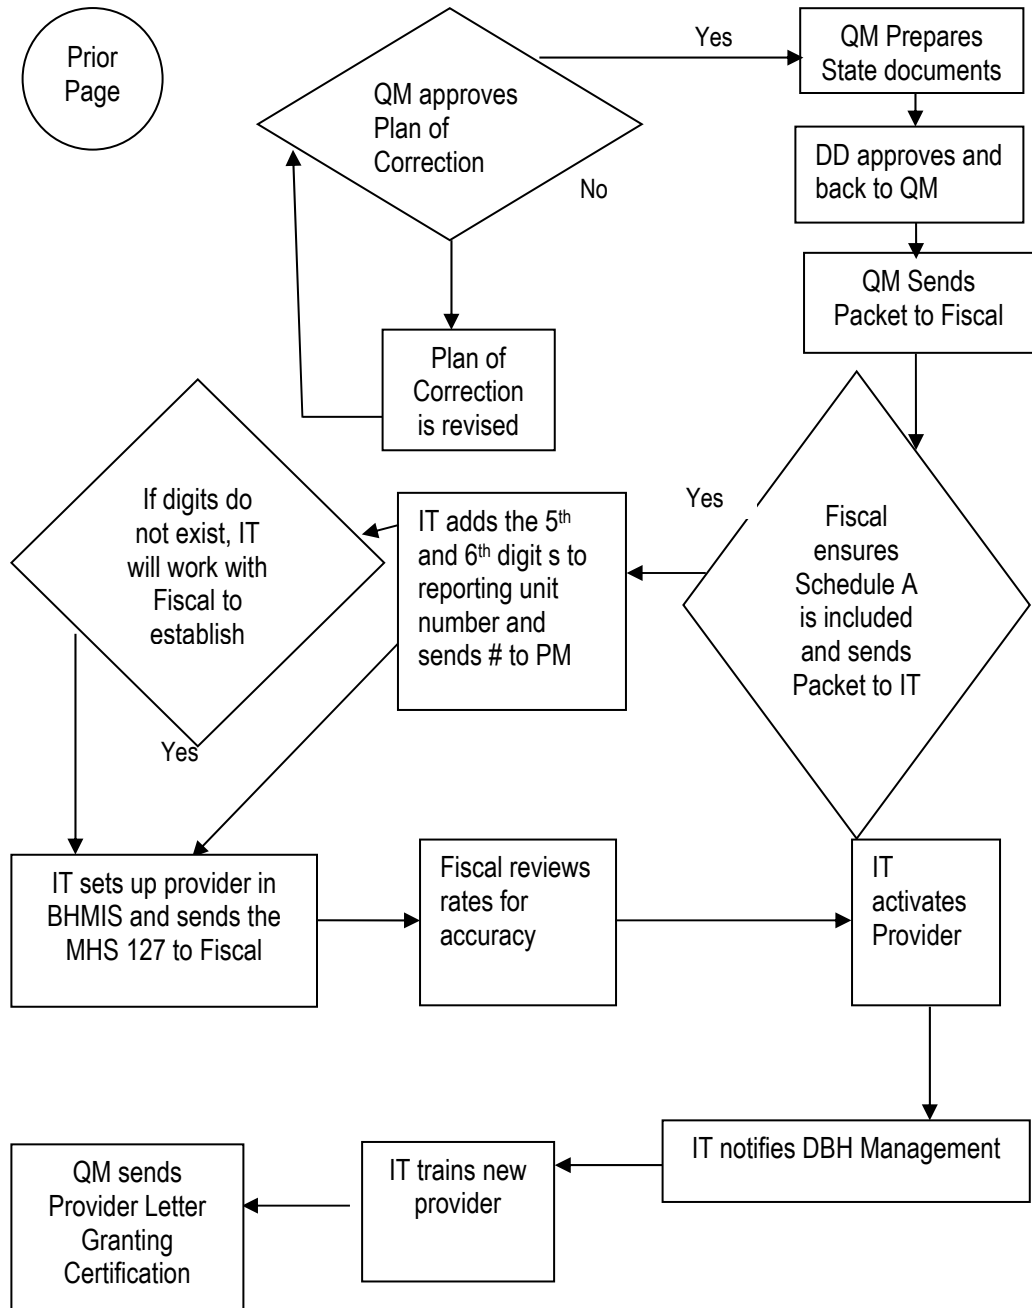 Prior
Page
QM approves
Plan of
Correction
Yes
No
QM Prepares
State documents
DD approves and
back to QM
QM Sends
Packet to Fiscal
Plan of
Correction
is revised
If digits do
not exist, IT
will work with
Fiscal to
establish
Yes
IT adds the 5th
and 6th digit s to
reporting unit
number and
sends # to PM
Yes
Fiscal
ensures
Schedule A
is included
and sends
Packet to IT
IT sets up provider in
BHMIS and sends the
MHS 127 to Fiscal
Fiscal reviews
rates for
accuracy
IT
activates
Provider
IT notifies DBH Management
IT trains new
provider
QM sends
Provider Letter
Granting
Certification